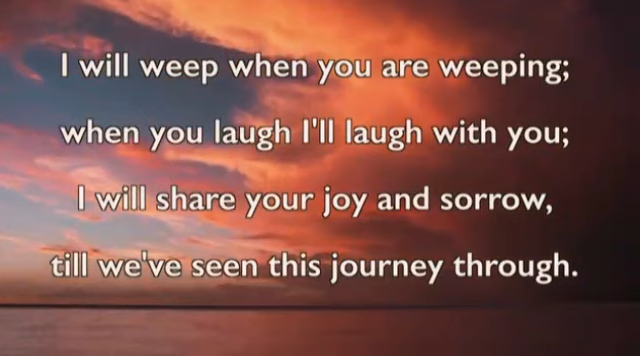 I will weep when you are weeping;
when you laugh I'll laugh with you;
I will share your joy and sorrow,
till we've seen this journey through.